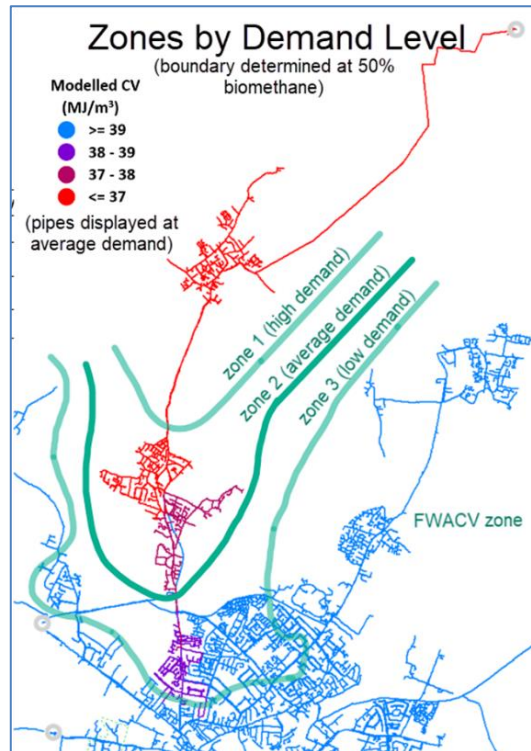 Zones by Demand Level
(boundary determined at 50%
biomethane)
Modelled CV
(MJ/m³)
>= 39
38 - 39
37 - 38
<= 37
(pipes displayed at
average demand)
zone 1 (high demand)
zone 2 (average demand)
zone 3 (low demand)
FWACV zone